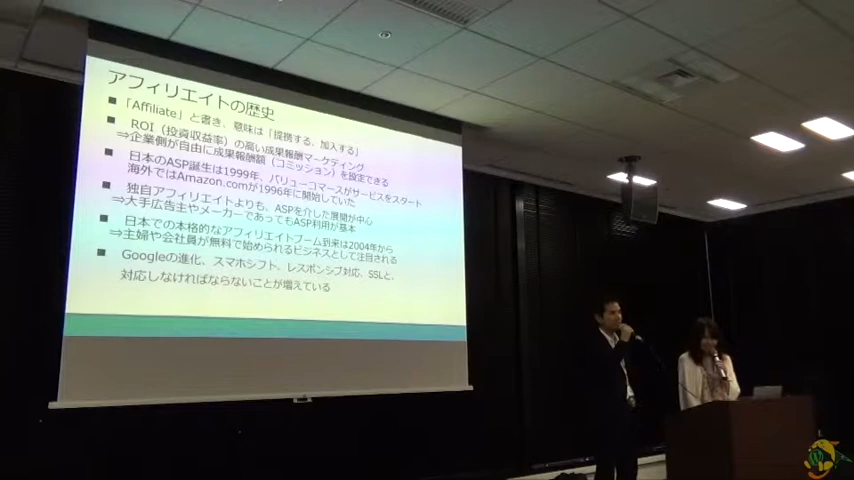 アフィリエイトの歴史
■ 「Affiliate」と書き、意味は「提携する、加入する」
■ ROI（投資収益率）の高い成果報酬マーケティング
⇒企業側が自由に成果報酬額（コミッション）を設定できる
■ 日本のASP誕生は1999年、バリューコマースがサービスをスタート
海外ではAmazon.comが1996年に開始していた
■ 独自アフィリエイトよりも、ASPを介した展開が中心
⇒大手広告主やメーカーであってもASP利用が基本
■ 日本での本格的なアフィリエイトブーム到来は2004年から
⇒主婦や会社員が無料で始められるビジネスとして注目される
■ Googleの進化、スマホシフト、レスポンシブ対応、SSLと、
対応しなければならないことが増えている